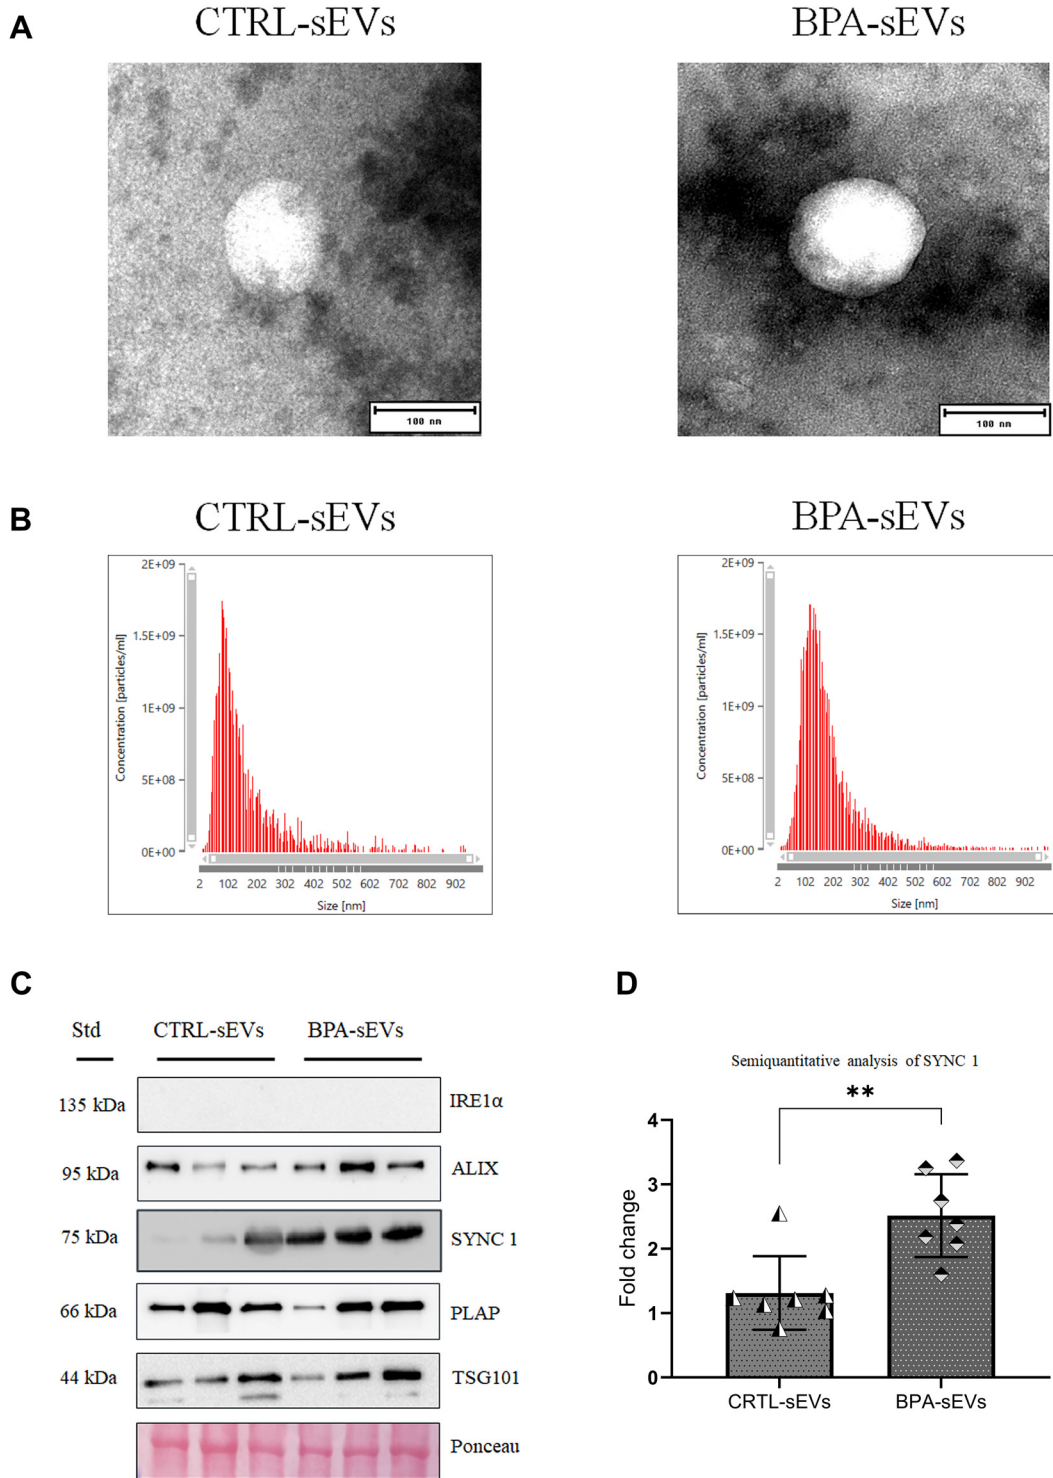 A
CTRL-sEVs
BPA-sEVs
100 nm
100 nm
B
CTRL-sEVs
BPA-sEVs
Concentration [particles/ml]
2E+09
1.5E+09
1E+09
5E+08
0E+00
2 102 202 302 402 502 602 702 802 902
Size [nm]
Concentration [particles/ml]
2E+09
1.5E+09
1E+09
5E+08
0E+00
2 102 202 302 402 502 602 702 802 902
Size [nm]
C
Std CTRL-sEVs BPA-sEVs
135 kDa IRE1α
95 kDa ALIX
75 kDa SYNC 1
66 kDa PLAP
44 kDa TSG101
Ponceau
D
Semiquantitative analysis of SYNC 1
**
Fold change
4
3
2
1
0
CRTL-sEVs BPA-sEVs